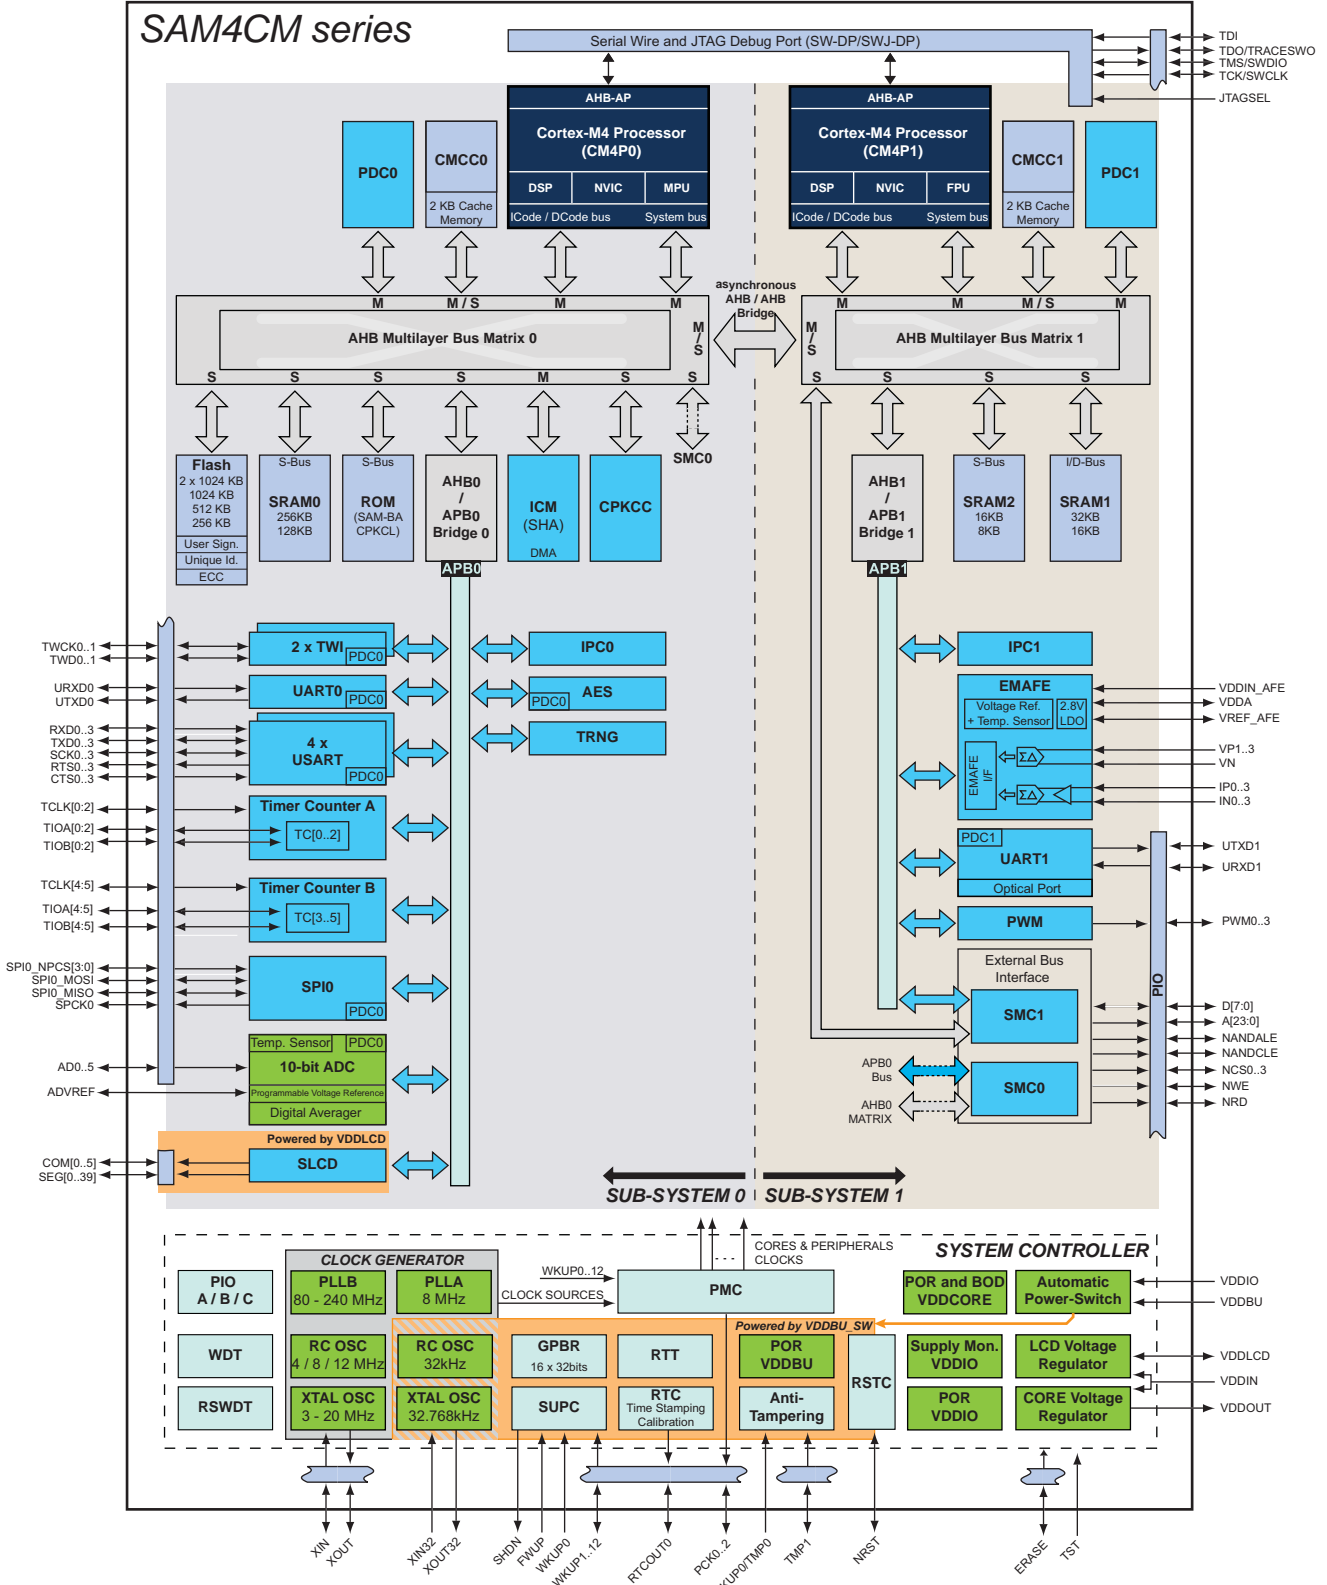 SAM4CM series
Serial Wire and JTAG Debug Port (SW-DP/SWJ-DP)
TDI
TDO/TRACESWO
TMS/SWDIO
TCK/SWCLK
JTAGSEL
PDC0
CMCC0
2 KB Cache
Memory
AHB-AP
Cortex-M4 Processor
(CM4P0)
DSP
NVIC
MPU
ICode / DCode bus
System bus
AHB-AP
Cortex-M4 Processor
(CM4P1)
DSP
NVIC
FPU
ICode / DCode bus
System bus
CMCC1
2 KB Cache
Memory
PDC1
M
M / S
M
M
M / S
AHB Multilayer Bus Matrix 0
S
S
S
S
M
S
S
asynchronous
AHB / AHB
Bridge
M
M
M / S
M
M / S
AHB Multilayer Bus Matrix 1
S
S
S
S
SMC0
Flash
2 x 1024 KB
1024 KB
512 KB
256 KB
User Sign.
Unique Id.
ECC
S-Bus
SRAM0
256KB
128KB
S-Bus
ROM
(SAM-BA
CPKCL)
AHB0
/
APB0
Bridge 0
APB0
ICM
(SHA)
DMA
CPKCC
AHB1
/
APB1
Bridge 1
APB1
S-Bus
SRAM2
16KB
8KB
I/D-Bus
SRAM1
32KB
16KB
TWCK0..1
TWD0..1
2 x TWI
PDC0
URXD0
UTXD0
UART0
PDC0
RXD0..3
TXD0..3
SCK0..3
RTS0..3
CTS0..3
4 x
USART
PDC0
TCLK[0:2]
TIOA[0:2]
TIOB[0:2]
Timer Counter A
TC[0..2]
TCLK[4:5]
TIOA[4:5]
TIOB[4:5]
Timer Counter B
TC[3..5]
SPI0_NPCS[3:0]
SPI0_MOSI
SPI0_MISO
SPCK0
SPI0
PDC0
AD0..5
ADVREF
Temp. Sensor
PDC0
10-bit ADC
Programmable Voltage Reference
Digital Averager
Powered by VDDLCD
SLCD
COM[0..5]
SEG[0..39]
IPC0
AES
PDC0
TRNG
IPC1
EMAFE
Voltage Ref.
+ Temp. Sensor
2.8V
LDO
EMAFE
I/F
ΣΔ
ΣΔ
VDDIN_AFE
VDDA
VREF_AFE
VP1..3
VN
IP0..3
IN0..3
PDC1
UART1
Optical Port
UTXD1
URXD1
PWM
PWM0..3
PIO
External Bus
Interface
SMC1
SMC0
APB0
Bus
AHB0
MATRIX
D[7:0]
A[23:0]
NANDALE
NANDCLE
NCS0..3
NWE
NRD
SUB-SYSTEM 0
SUB-SYSTEM 1
CORES & PERIPHERALS
CLOCKS
SYSTEM CONTROLLER
PIO
A / B / C
WDT
RSWDT
CLOCK GENERATOR
PLLB
80 - 240 MHz
PLLA
8 MHz
RC OSC
4 / 8 / 12 MHz
RC OSC
32kHz
XTAL OSC
3 - 20 MHz
XTAL OSC
32.768kHz
WKUP0..12
CLOCK SOURCES
PMC
Powered by VDDBU_SW
GPBR
16 x 32bits
RTT
SUPC
RTC
Time Stamping
Calibration
POR
VDDBU
Anti-
Tampering
RSTC
POR and BOD
VDDCORE
Automatic
Power-Switch
Supply Mon.
VDDIO
LCD Voltage
Regulator
POR
VDDIO
CORE Voltage
Regulator
VDDIO
VDDBU
VDDLCD
VDDIN
VDDOUT
XIN
XOUT
XIN32
XOUT32
SHDN
FWUP
WKUP0
WKUP1..12
RTCOUT0
PCK0..2
KUP0/TMP0
TMP1
NRST
ERASE
TST